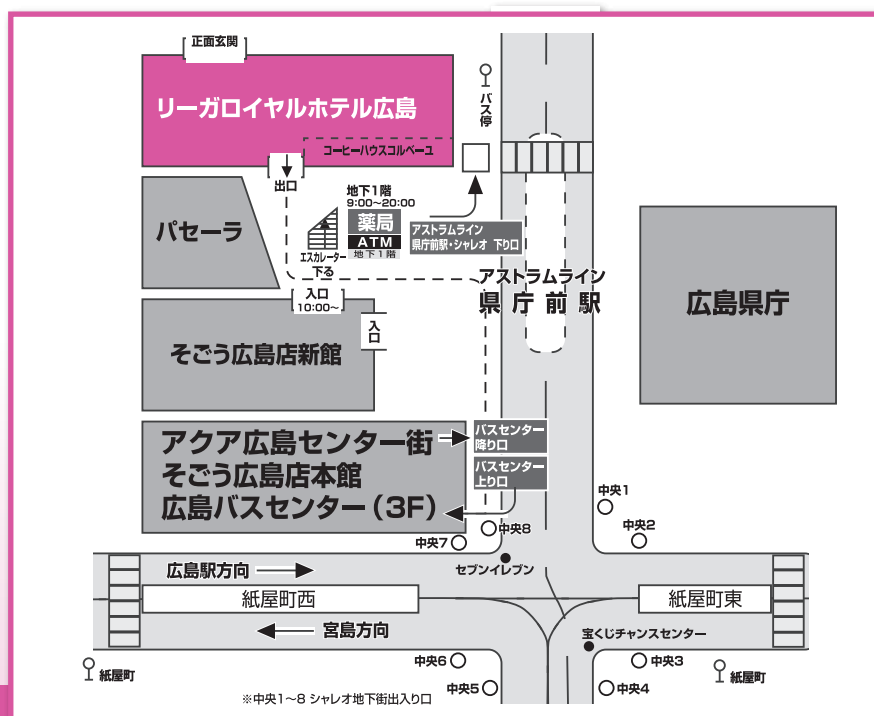 正面玄関
リーガロイヤルホテル広島
バス停
コーヒーハウスコルベーユ
出口
地下1階
9:00～20:00
薬局
ATM
地下1階
エスカレーター
下る
アストラムライン
県庁前駅・シャレオ 下り口
パセーラ
アストラムライン
県庁前駅
広島県庁
入口
10:00～
入口
そごう広島店新館
アクア広島センター街
そごう広島店本館
広島バスセンター(3F)
バスセンター
降り口
バスセンター
上り口
中央1
中央2
中央8
中央7
セブンイレブン
広島駅方向
紙屋町西
紙屋町東
宮島方向
宝くじチャンスセンター
中央6
中央3
紙屋町
紙屋町
中央5
中央4
※中央1～8 シャレオ地下街出入り口